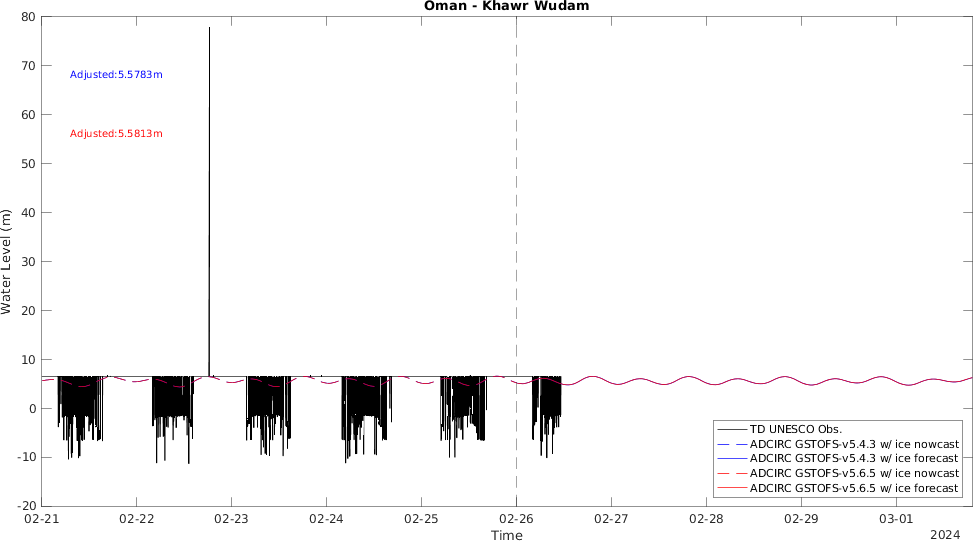 Oman - Khawr Wudam
80
70
60
50
40
30
20
10
0
-10
-20
Water Level (m)
Adjusted:5.5783m
Adjusted:5.5813m
TD UNESCO Obs.
ADCIRC GSTOFS-v5.4.3 w/ ice nowcast
ADCIRC GSTOFS-v5.4.3 w/ ice forecast
ADCIRC GSTOFS-v5.6.5 w/ ice nowcast
ADCIRC GSTOFS-v5.6.5 w/ ice forecast
02-21 02-22 02-23 02-24 02-25 02-26 02-27 02-28 02-29 03-01
Time
2024